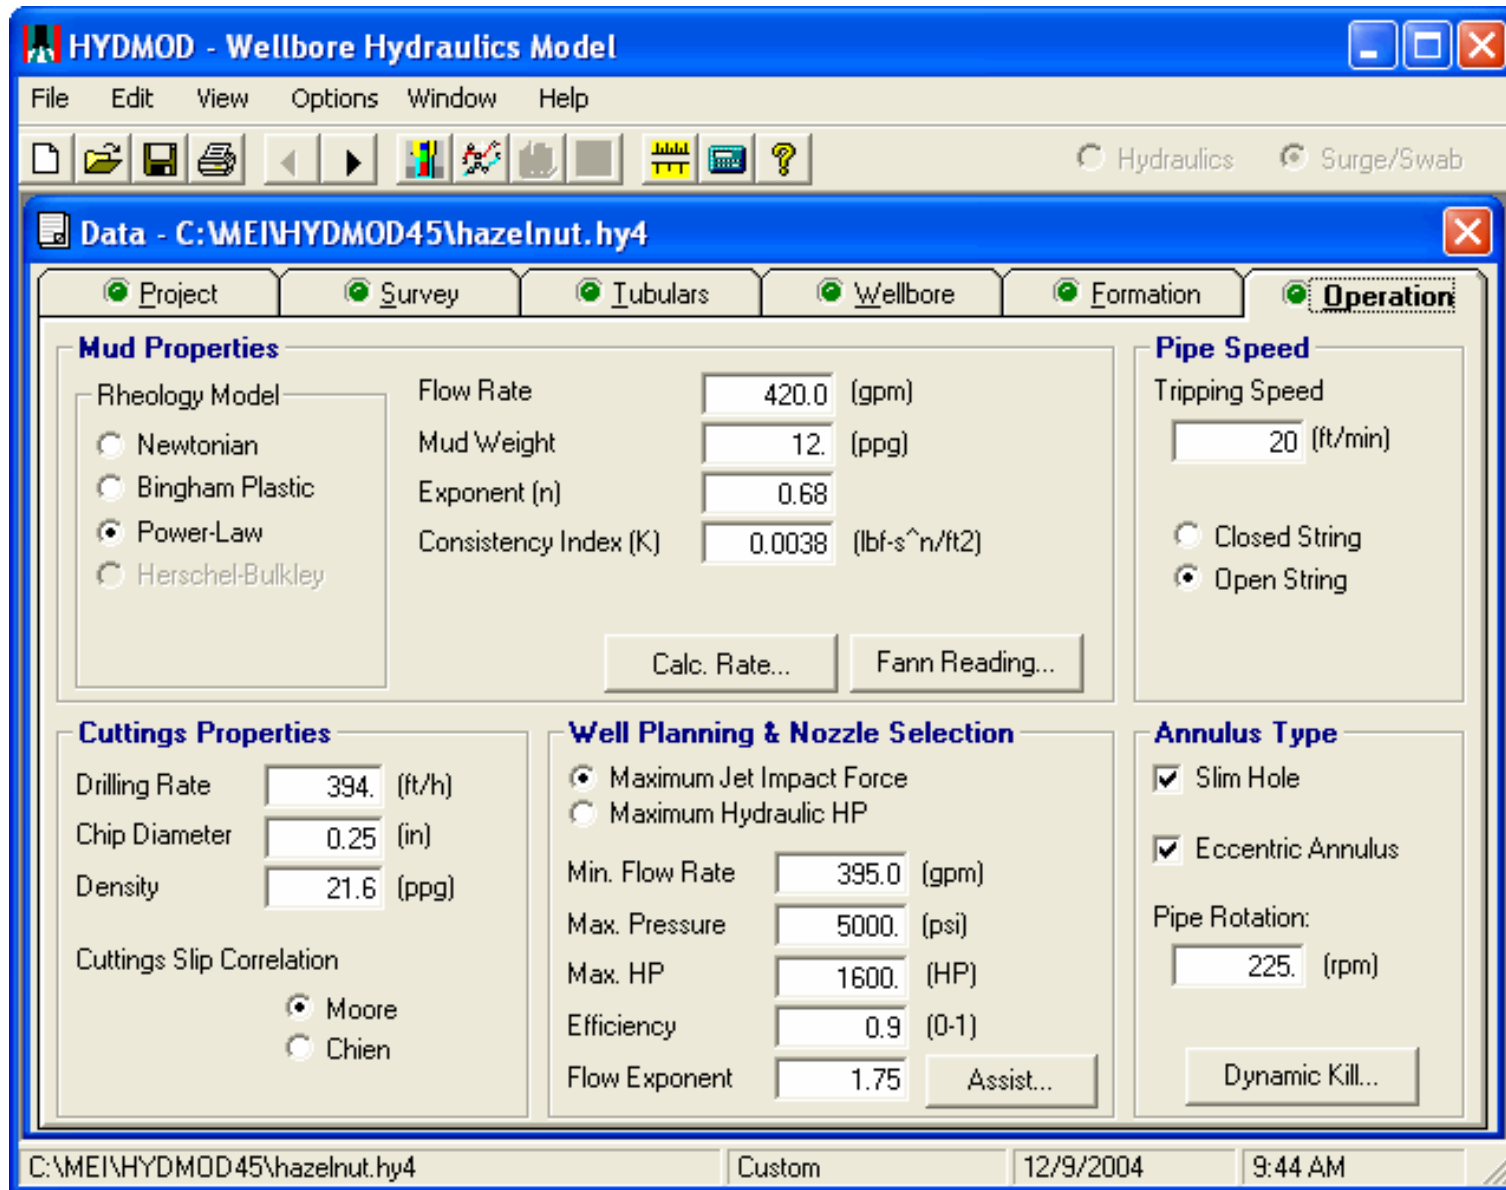 HYDMOD - Wellbore Hydraulics Model
File Edit View Options Window Help
Hydraulics Surge/Swab
Data - C:\MEI\HYDMOD45\hazelnut.hy4
Project Survey Tubulars Wellbore Formation Operation
Mud Properties
Rheology Model
Newtonian
Bingham Plastic
Power-Law
Herschel-Bulkley
Flow Rate 420.0 (gpm)
Mud Weight 12. (ppg)
Exponent (n) 0.68
Consistency Index (K) 0.0038 (lbf-s^n/ft2)
Calc. Rate... Fann Reading...
Pipe Speed
Tripping Speed
20 (ft/min)
Closed String
Open String
Cuttings Properties
Drilling Rate 394. (ft/h)
Chip Diameter 0.25 (in)
Density 21.6 (ppg)
Cuttings Slip Correlation
Moore
Chien
Well Planning & Nozzle Selection
Maximum Jet Impact Force
Maximum Hydraulic HP
Min. Flow Rate 395.0 (gpm)
Max. Pressure 5000. (psi)
Max. HP 1600. (HP)
Efficiency 0.9 (0-1)
Flow Exponent 1.75 Assist...
Annulus Type
Slim Hole
Eccentric Annulus
Pipe Rotation:
225. (rpm)
Dynamic Kill...
C:\MEI\HYDMOD45\hazelnut.hy4 Custom 12/9/2004 9:44 AM